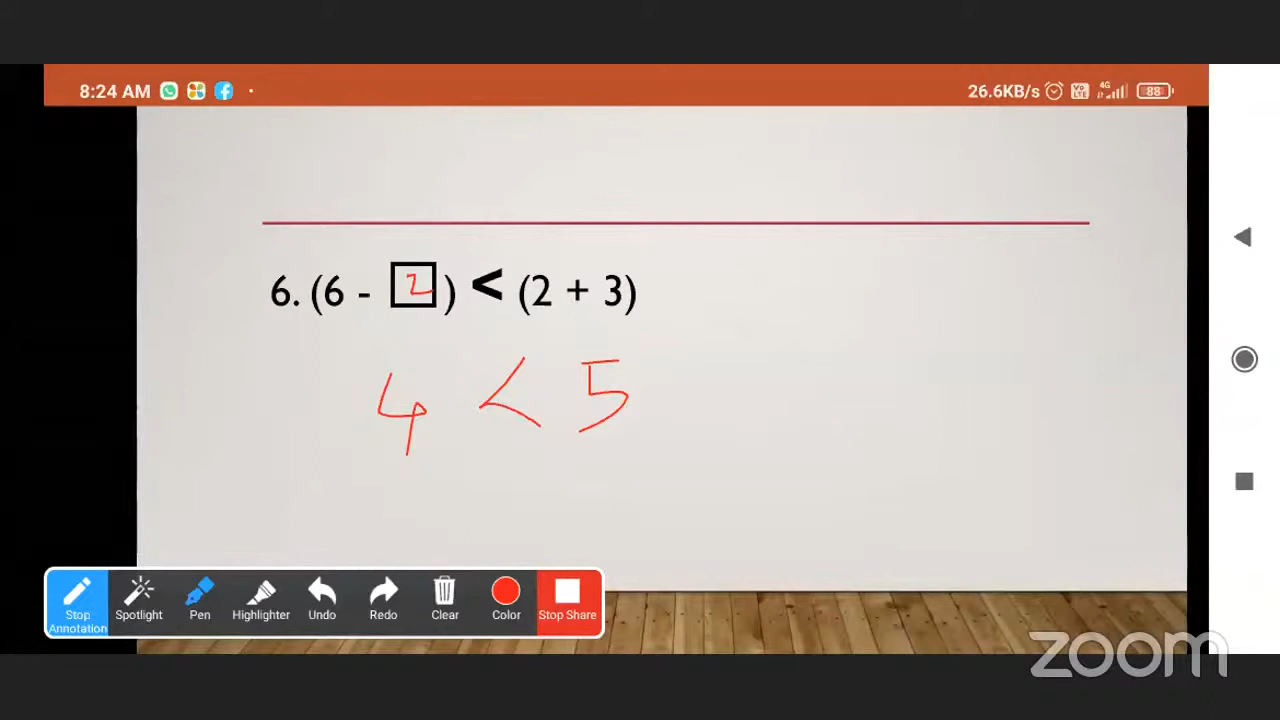 8:24 AM 26.6KB/s 4G 88
6. (6 - 2) < (2 + 3)
4 < 5
Stop Annotation Spotlight Pen Highlighter Undo Redo Clear Color Stop Share
zoom